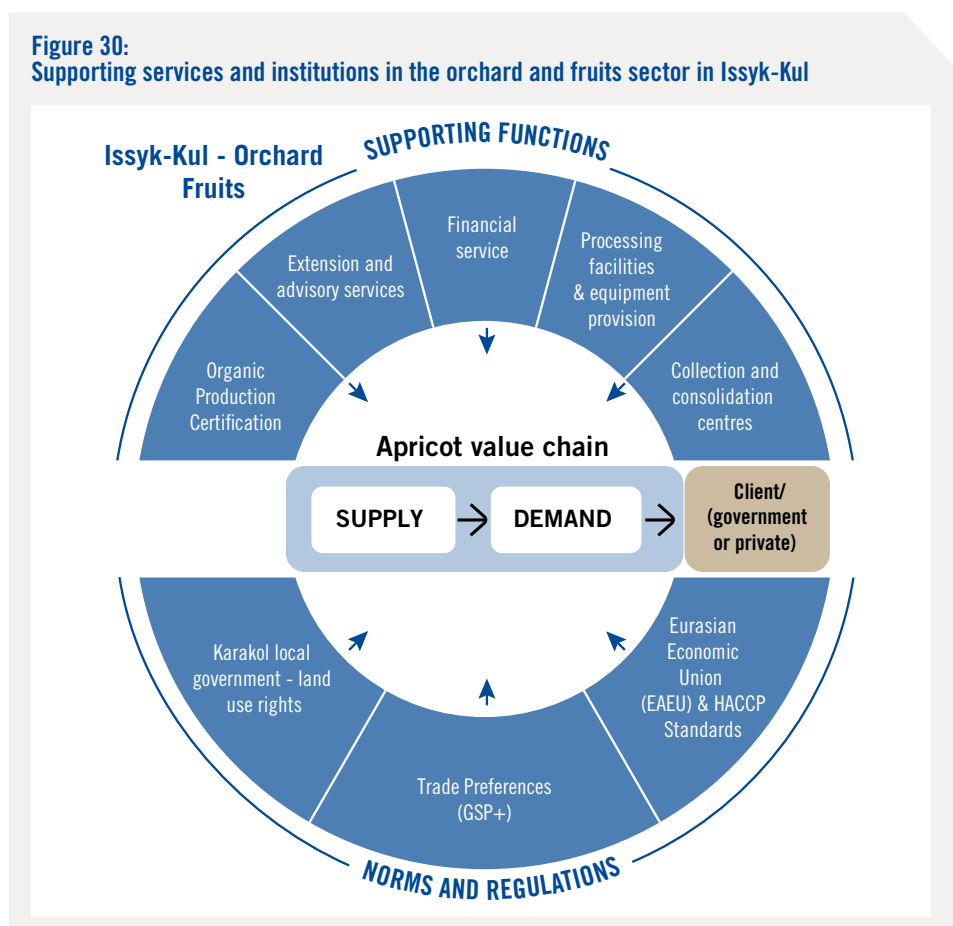 Figure 30:
Supporting services and institutions in the orchard and fruits sector in Issyk-Kul
Issyk-Kul - Orchard
Fruits
SUPPORTING FUNCTIONS
Organic
Production
Certification
Extension and
advisory services
Financial
service
Processing
facilities
& equipment
provision
Collection and
consolidation
centres
Apricot value chain
SUPPLY
DEMAND
Client/
(government
or private)
Karakol local
government - land
use rights
Trade Preferences
(GSP+)
Eurasian
Economic
Union
(EAEU) & HACCP
Standards
NORMS AND REGULATIONS